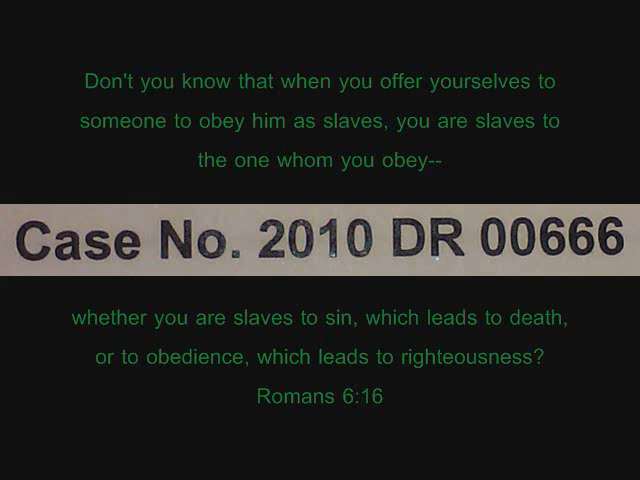 Don't you know that when you offer yourselves to
someone to obey him as slaves, you are slaves to
the one whom you obey--
Case No. 2010 DR 00666
whether you are slaves to sin, which leads to death,
or to obedience, which leads to righteousness?
Romans 6:16